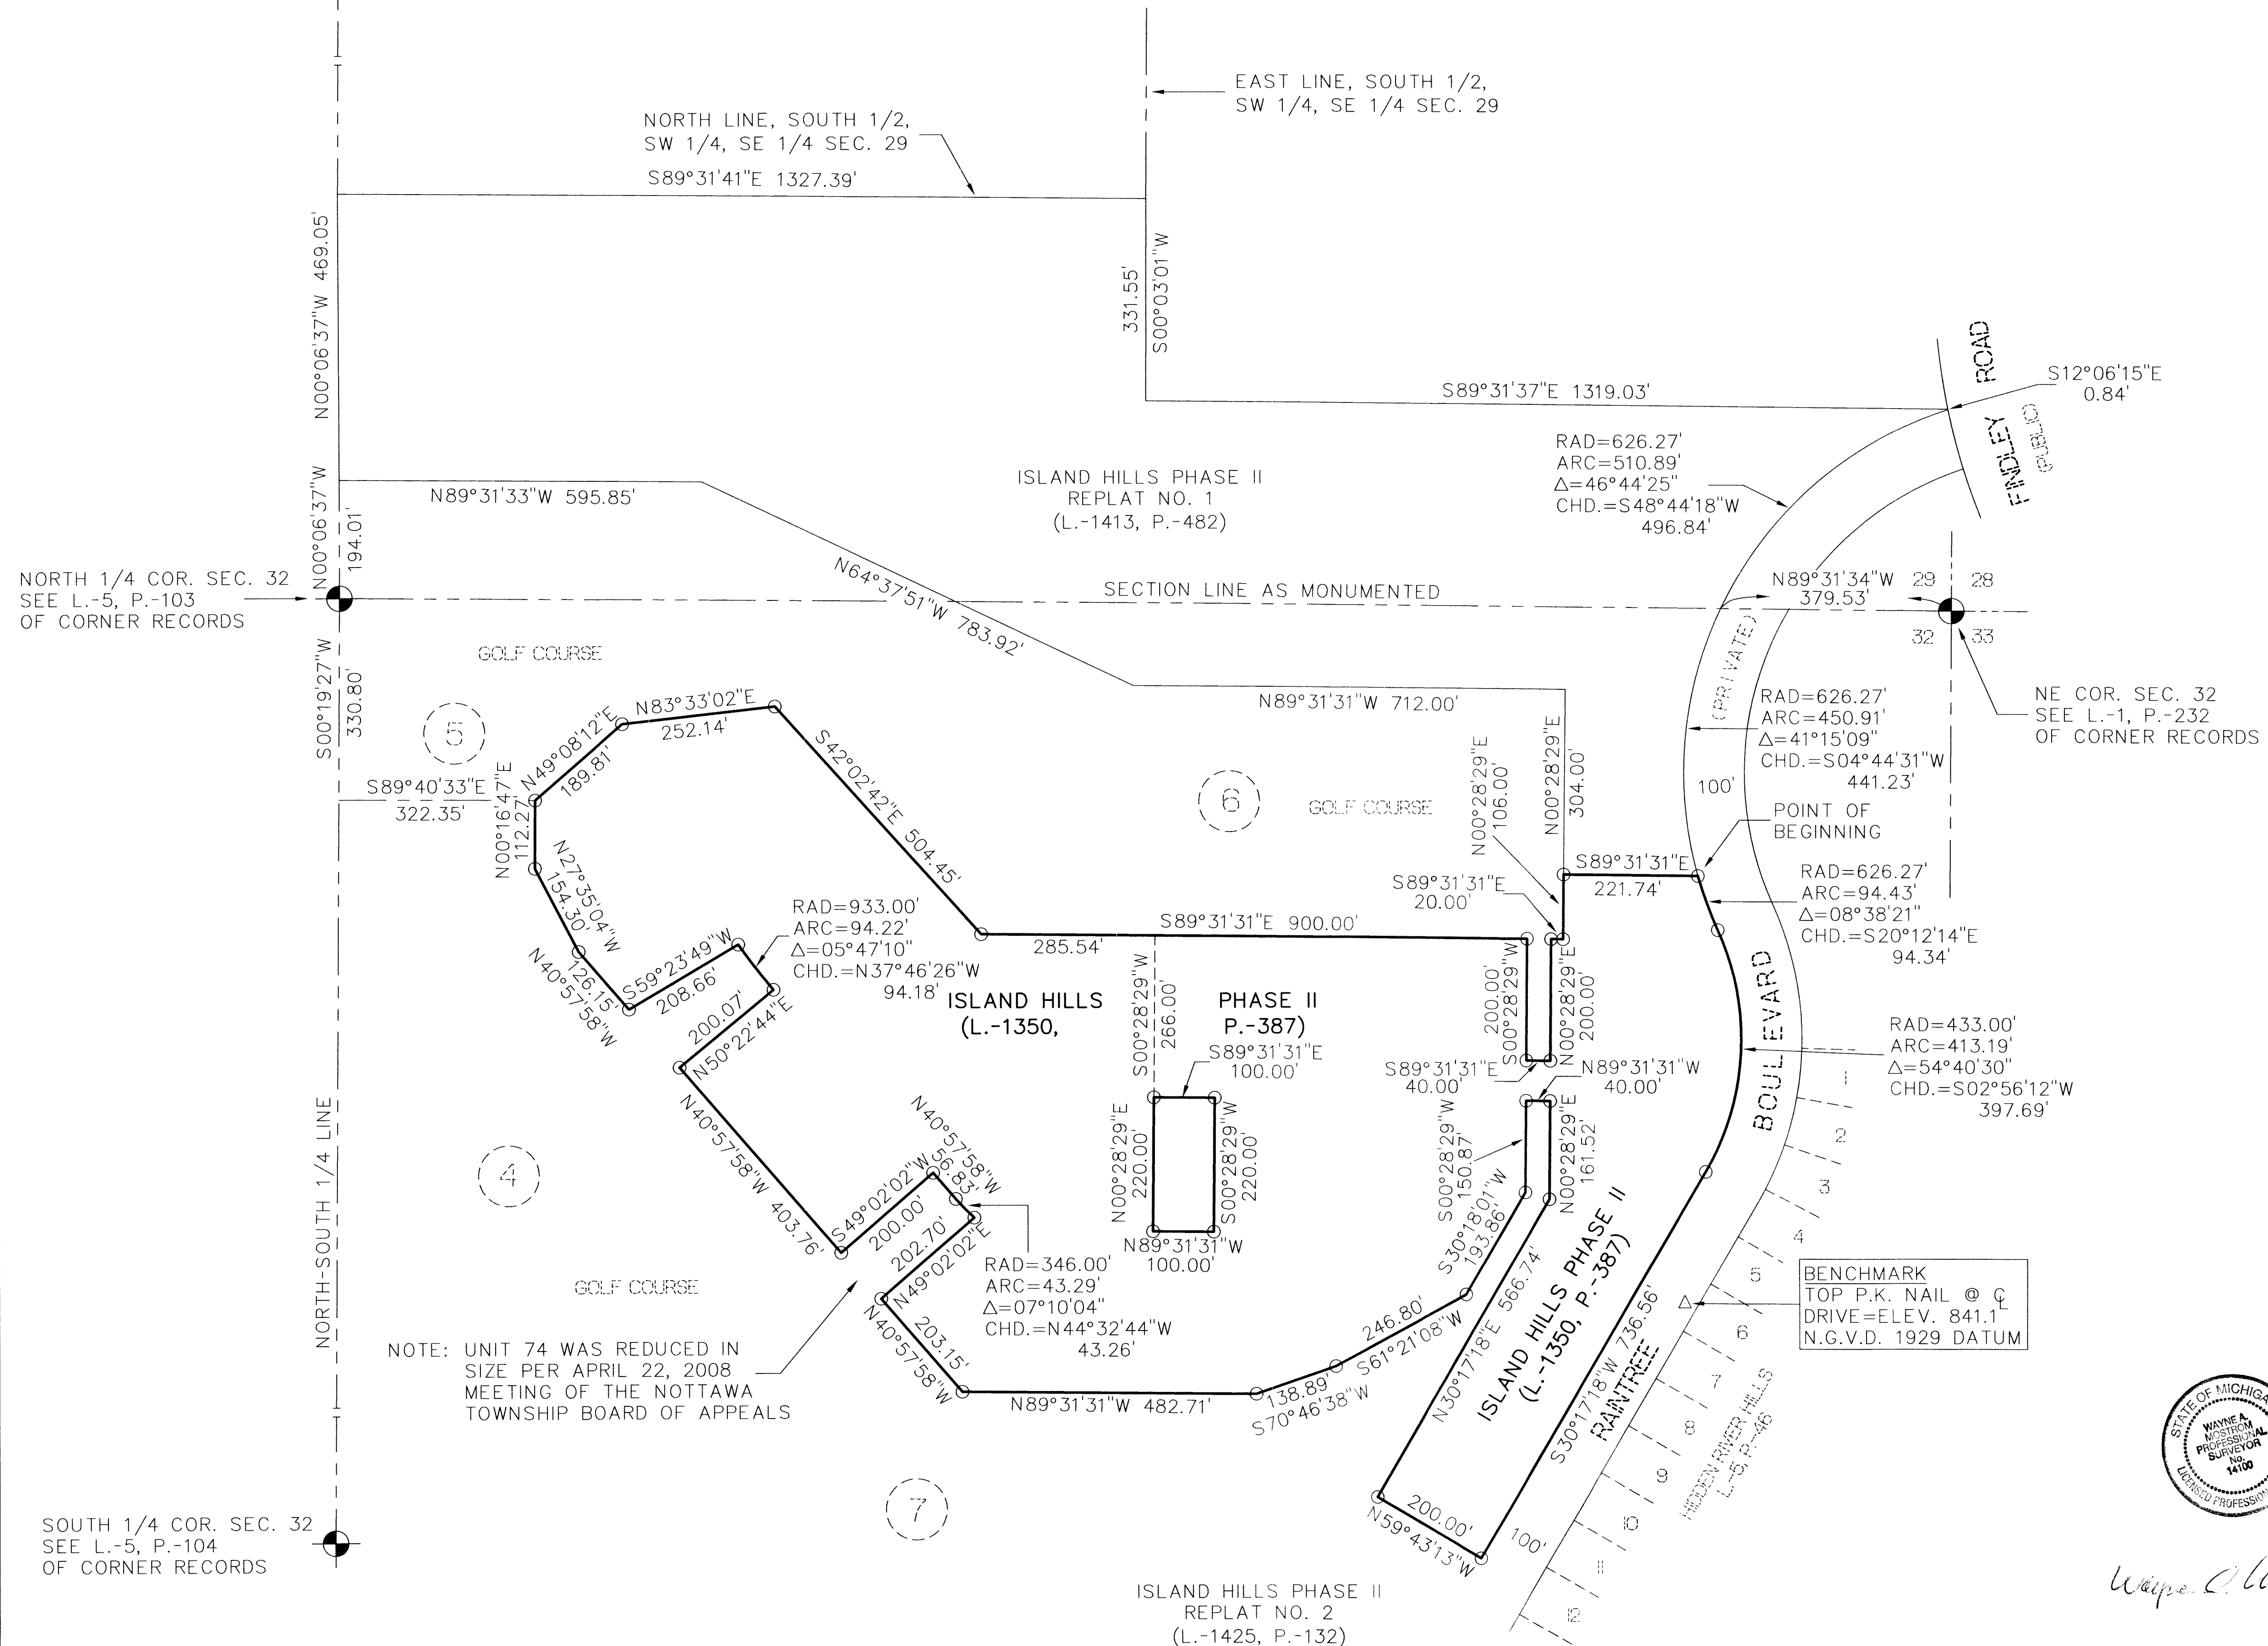 EAST LINE, SOUTH 1/2,
SW 1/4, SE 1/4 SEC. 29
NORTH LINE, SOUTH 1/2,
SW 1/4, SE 1/4 SEC. 29
S89°31'41"E 1327.39'
N00°06'37"W 469.05'
331.55'
S00°03'01"W
S89°31'37"E 1319.03'
FINDLEY ROAD
(PUBLIC)
S12°06'15"E
0.84'
RAD=626.27'
ARC=510.89'
Δ=46°44'25"
CHD.=S48°44'18"W
496.84'
N89°31'33"W 595.85'
ISLAND HILLS PHASE II
REPLAT NO. 1
(L.-1413, P.-482)
N00°06'37"W
194.01'
NORTH 1/4 COR. SEC. 32
SEE L.-5, P.-103
OF CORNER RECORDS
N64°37'51"W 783.92'
SECTION LINE AS MONUMENTED
N89°31'34"W
379.53'
29 28
32 33
(PRIVATE)
NE COR. SEC. 32
SEE L.-1, P.-232
OF CORNER RECORDS
S00°19'27"W
330.80'
GOLF COURSE
5
N89°31'31"W 712.00'
RAD=626.27'
ARC=450.91'
Δ=41°15'09"
CHD.=S04°44'31"W
441.23'
100'
POINT OF
BEGINNING
S89°40'33"E
322.35'
N00°16'47"E
112.27'
N49°08'12"E
189.81'
N83°33'02"E
252.14'
S42°02'42"E 504.45'
6
GOLF COURSE
N00°28'29"E
106.00'
N00°28'29"E
304.00'
S89°31'31"E
221.74'
S89°31'31"E
20.00'
RAD=626.27'
ARC=94.43'
Δ=08°38'21"
CHD.=S20°12'14"E
94.34'
N27°35'04"W
154.30'
N40°57'58"W
126.15'
S59°23'49"W
208.66'
RAD=933.00'
ARC=94.22'
Δ=05°47'10"
CHD.=N37°46'26"W
94.18'
200.07'
N50°22'44"E
S89°31'31"E 900.00'
285.54'
ISLAND HILLS PHASE II
(L.-1350, P.-387)
S00°28'29"W
266.00'
S89°31'31"E
100.00'
N00°28'29"E
220.00'
S00°28'29"W
220.00'
N89°31'31"W
100.00'
200.00'
S00°28'29"W
N00°28'29"E
200.00'
S89°31'31"E
40.00'
N89°31'31"W
40.00'
S00°28'29"W
150.87'
N00°28'29"E
161.52'
BOULEVARD
RAD=433.00'
ARC=413.19'
Δ=54°40'30"
CHD.=S02°56'12"W
397.69'
NORTH-SOUTH 1/4 LINE
4
N40°57'58"W 403.76'
S49°02'02"W
200.00'
N40°57'58"W
56.83'
202.70'
N49°02'02"E
RAD=346.00'
ARC=43.29'
Δ=07°10'04"
CHD.=N44°32'44"W
43.26'
GOLF COURSE
NOTE: UNIT 74 WAS REDUCED IN
SIZE PER APRIL 22, 2008
MEETING OF THE NOTTAWA
TOWNSHIP BOARD OF APPEALS
203.15'
N40°57'58"W
N89°31'31"W 482.71'
138.89'
S70°46'38"W
246.80'
S61°21'08"W
S30°18'01"W
193.86'
N30°17'18"E 566.74'
ISLAND HILLS PHASE II
(L.-1350, P.-387)
RAINTREE
S30°17'18"W 736.56'
200.00'
N59°43'13"W
100'
1
2
3
4
5
6
7
8
9
10
11
12
HIDDEN RIVER HILLS
L.-5, P.-46
BENCHMARK
TOP P.K. NAIL @ ℄
DRIVE=ELEV. 841.1
N.G.V.D. 1929 DATUM
STATE OF MICHIGA
WAYNE A.
MOSTROM
PROFESSIONAL
SURVEYOR
No.
14100
LICENSED PROFESSION
7
SOUTH 1/4 COR. SEC. 32
SEE L.-5, P.-104
OF CORNER RECORDS
ISLAND HILLS PHASE II
REPLAT NO. 2
(L.-1425, P.-132)